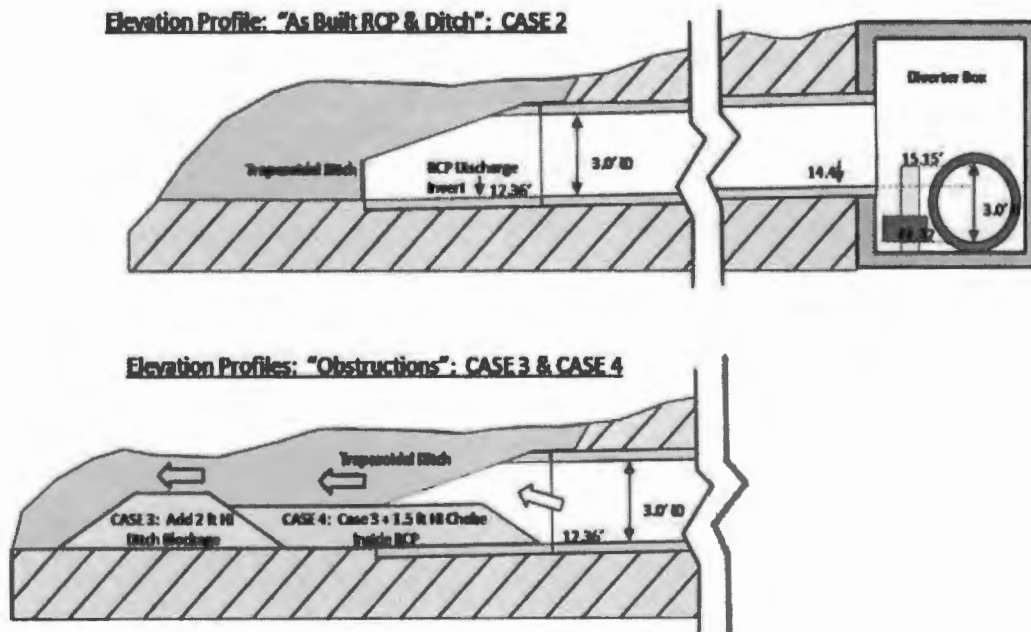 Elevation Profile: "As Built RCP & Ditch": CASE 2
Diverter Box
Trapezoidal Ditch
RCP Discharge
Invert
12.36'
3.0' ID
14.4
15.15'
3.0'
Elevation Profiles: "Obstructions": CASE 3 & CASE 4
Trapezoidal Ditch
CASE 3: Add 2 ft Hi
Ditch Blockage
CASE 4: Case 3 + 1.5 ft Hi Choke
Inside RCP
12.36'
3.0' ID